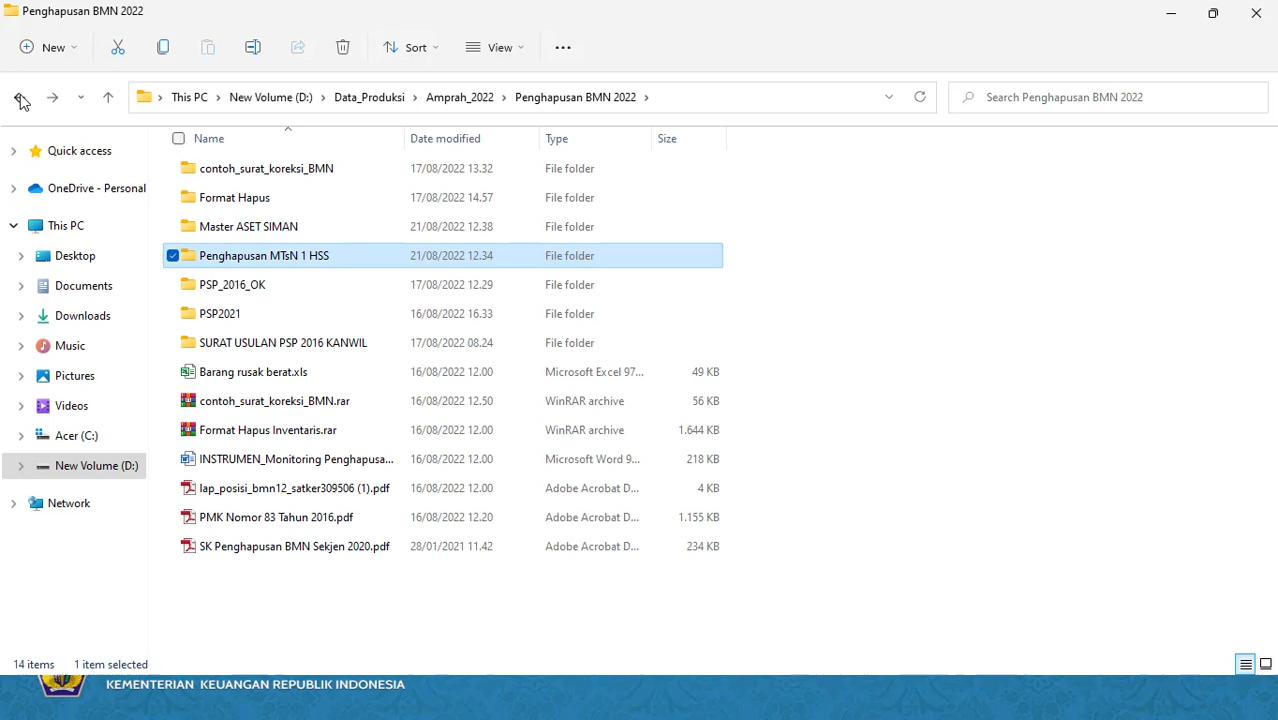 Penghapusan BMN 2022
New
Sort
View
This PC
New Volume (D:)
Data_Produksi
Amprah_2022
Penghapusan BMN 2022
Search Penghapusan BMN 2022
Name Date modified Type Size
Quick access
OneDrive - Personal
This PC
Desktop
Documents
Downloads
Music
Pictures
Videos
Acer (C:)
New Volume (D:)
Network
contoh_surat_koreksi_BMN 17/08/2022 13.32 File folder
Format Hapus 17/08/2022 14.57 File folder
Master ASET SIMAN 21/08/2022 12.38 File folder
Penghapusan MTsN 1 HSS 21/08/2022 12.34 File folder
PSP_2016_OK 17/08/2022 12.29 File folder
PSP2021 16/08/2022 16.33 File folder
SURAT USULAN PSP 2016 KANWIL 17/08/2022 08.24 File folder
Barang rusak berat.xls 16/08/2022 12.00 Microsoft Excel 97... 49 KB
contoh_surat_koreksi_BMN.rar 16/08/2022 12.50 WinRAR archive 56 KB
Format Hapus Inventaris.rar 16/08/2022 12.00 WinRAR archive 1.644 KB
INSTRUMEN_Monitoring Penghapusa... 16/08/2022 12.00 Microsoft Word 9... 218 KB
lap_posisi_bmn12_satker309506 (1).pdf 16/08/2022 12.00 Adobe Acrobat D... 4 KB
PMK Nomor 83 Tahun 2016.pdf 16/08/2022 12.20 Adobe Acrobat D... 1.155 KB
SK Penghapusan BMN Sekjen 2020.pdf 28/01/2021 11.42 Adobe Acrobat D... 234 KB
14 items 1 item selected
KEMENTERIAN KEUANGAN REPUBLIK INDONESIA